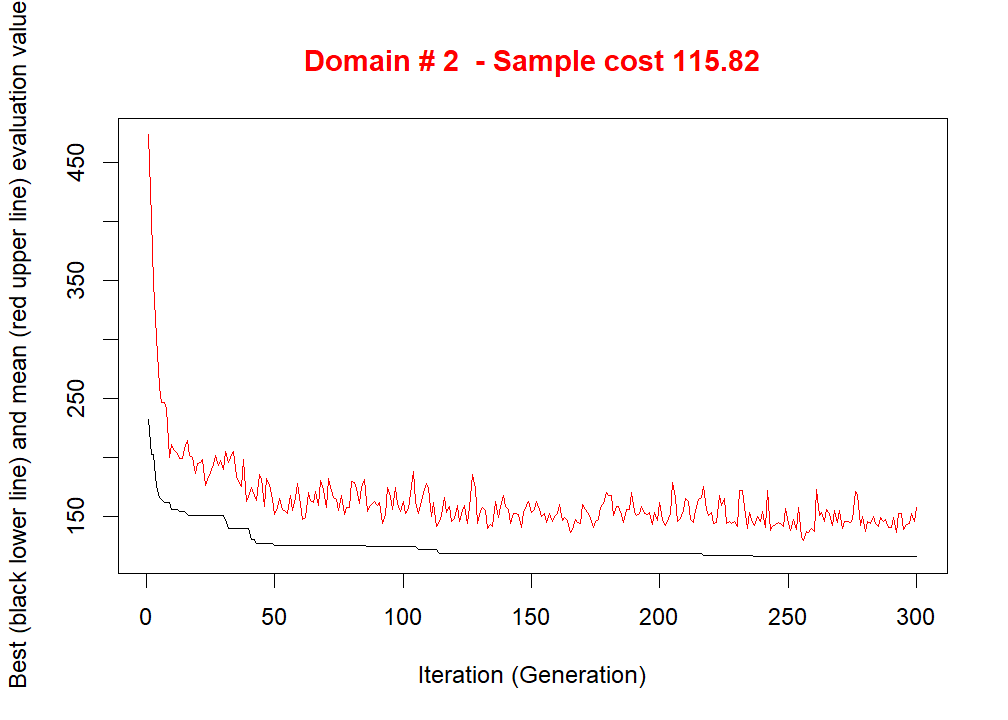 Domain # 2  - Sample cost 115.82
Best (black lower line) and mean (red upper line) evaluation value
450
350
250
150
0 50 100 150 200 250 300
Iteration (Generation)